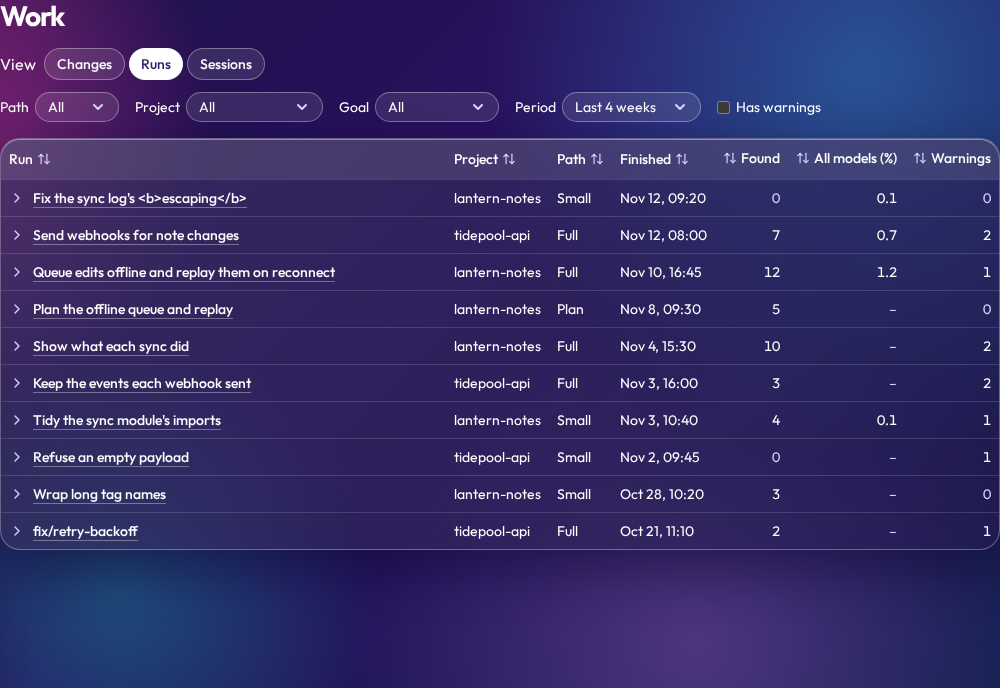 Work
View Changes Runs Sessions
Path All Project All Goal All Period Last 4 weeks Has warnings
Run Project Path Finished Found All models (%) Warnings
Fix the sync log's <b>escaping</b> lantern-notes Small Nov 12, 09:20 0 0.1 0
Send webhooks for note changes tidepool-api Full Nov 12, 08:00 7 0.7 2
Queue edits offline and replay them on reconnect lantern-notes Full Nov 10, 16:45 12 1.2 1
Plan the offline queue and replay lantern-notes Plan Nov 8, 09:30 5 – 0
Show what each sync did lantern-notes Full Nov 4, 15:30 10 – 2
Keep the events each webhook sent tidepool-api Full Nov 3, 16:00 3 – 2
Tidy the sync module's imports lantern-notes Small Nov 3, 10:40 4 0.1 1
Refuse an empty payload tidepool-api Small Nov 2, 09:45 0 – 1
Wrap long tag names lantern-notes Small Oct 28, 10:20 3 – 0
fix/retry-backoff tidepool-api Full Oct 21, 11:10 2 – 1